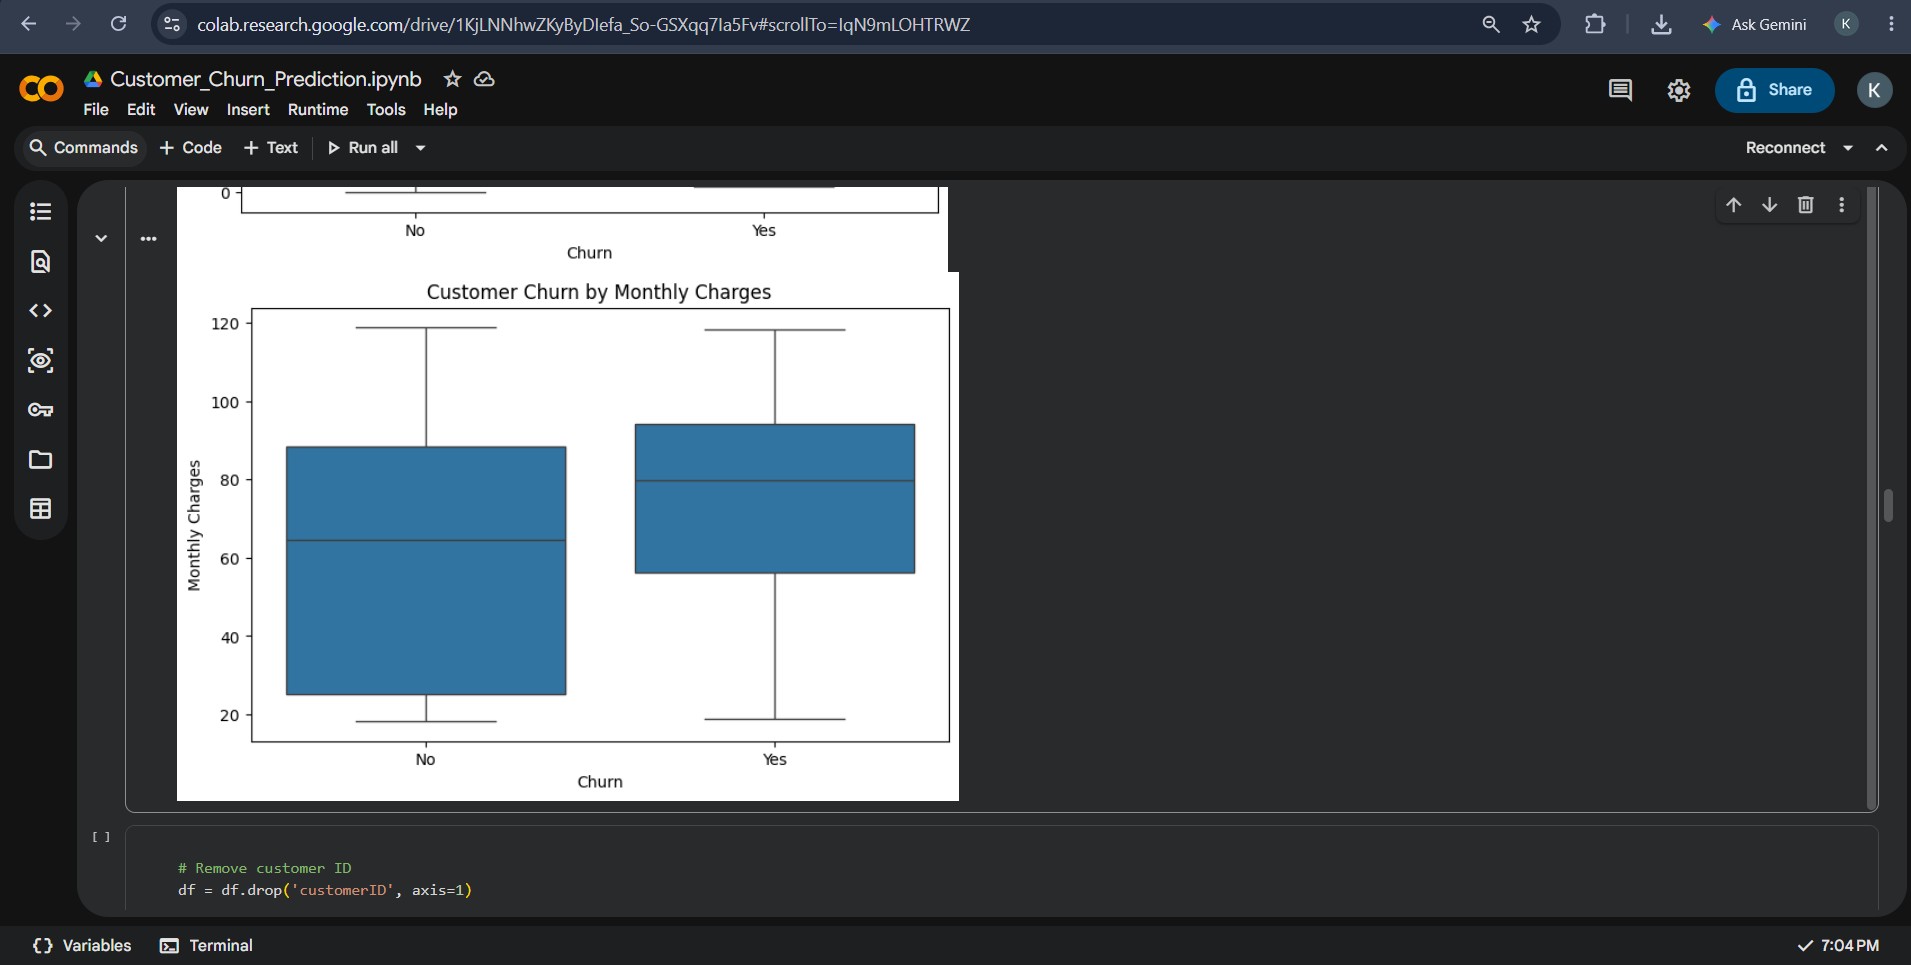 colab.research.google.com/drive/1KjLNNhwZKyByDIefa_So-GSXqq7Ia5Fv#scrollTo=IqN9mLOHTRWZ
Ask Gemini
K
CO
Customer_Churn_Prediction.ipynb
File Edit View Insert Runtime Tools Help
Share
K
Commands + Code + Text Run all
Reconnect
0
No Yes
Churn
Customer Churn by Monthly Charges
120
100
80
60
40
20
Monthly Charges
No Yes
Churn
[ ]
# Remove customer ID
df = df.drop('customerID', axis=1)
{} Variables Terminal
7:04 PM